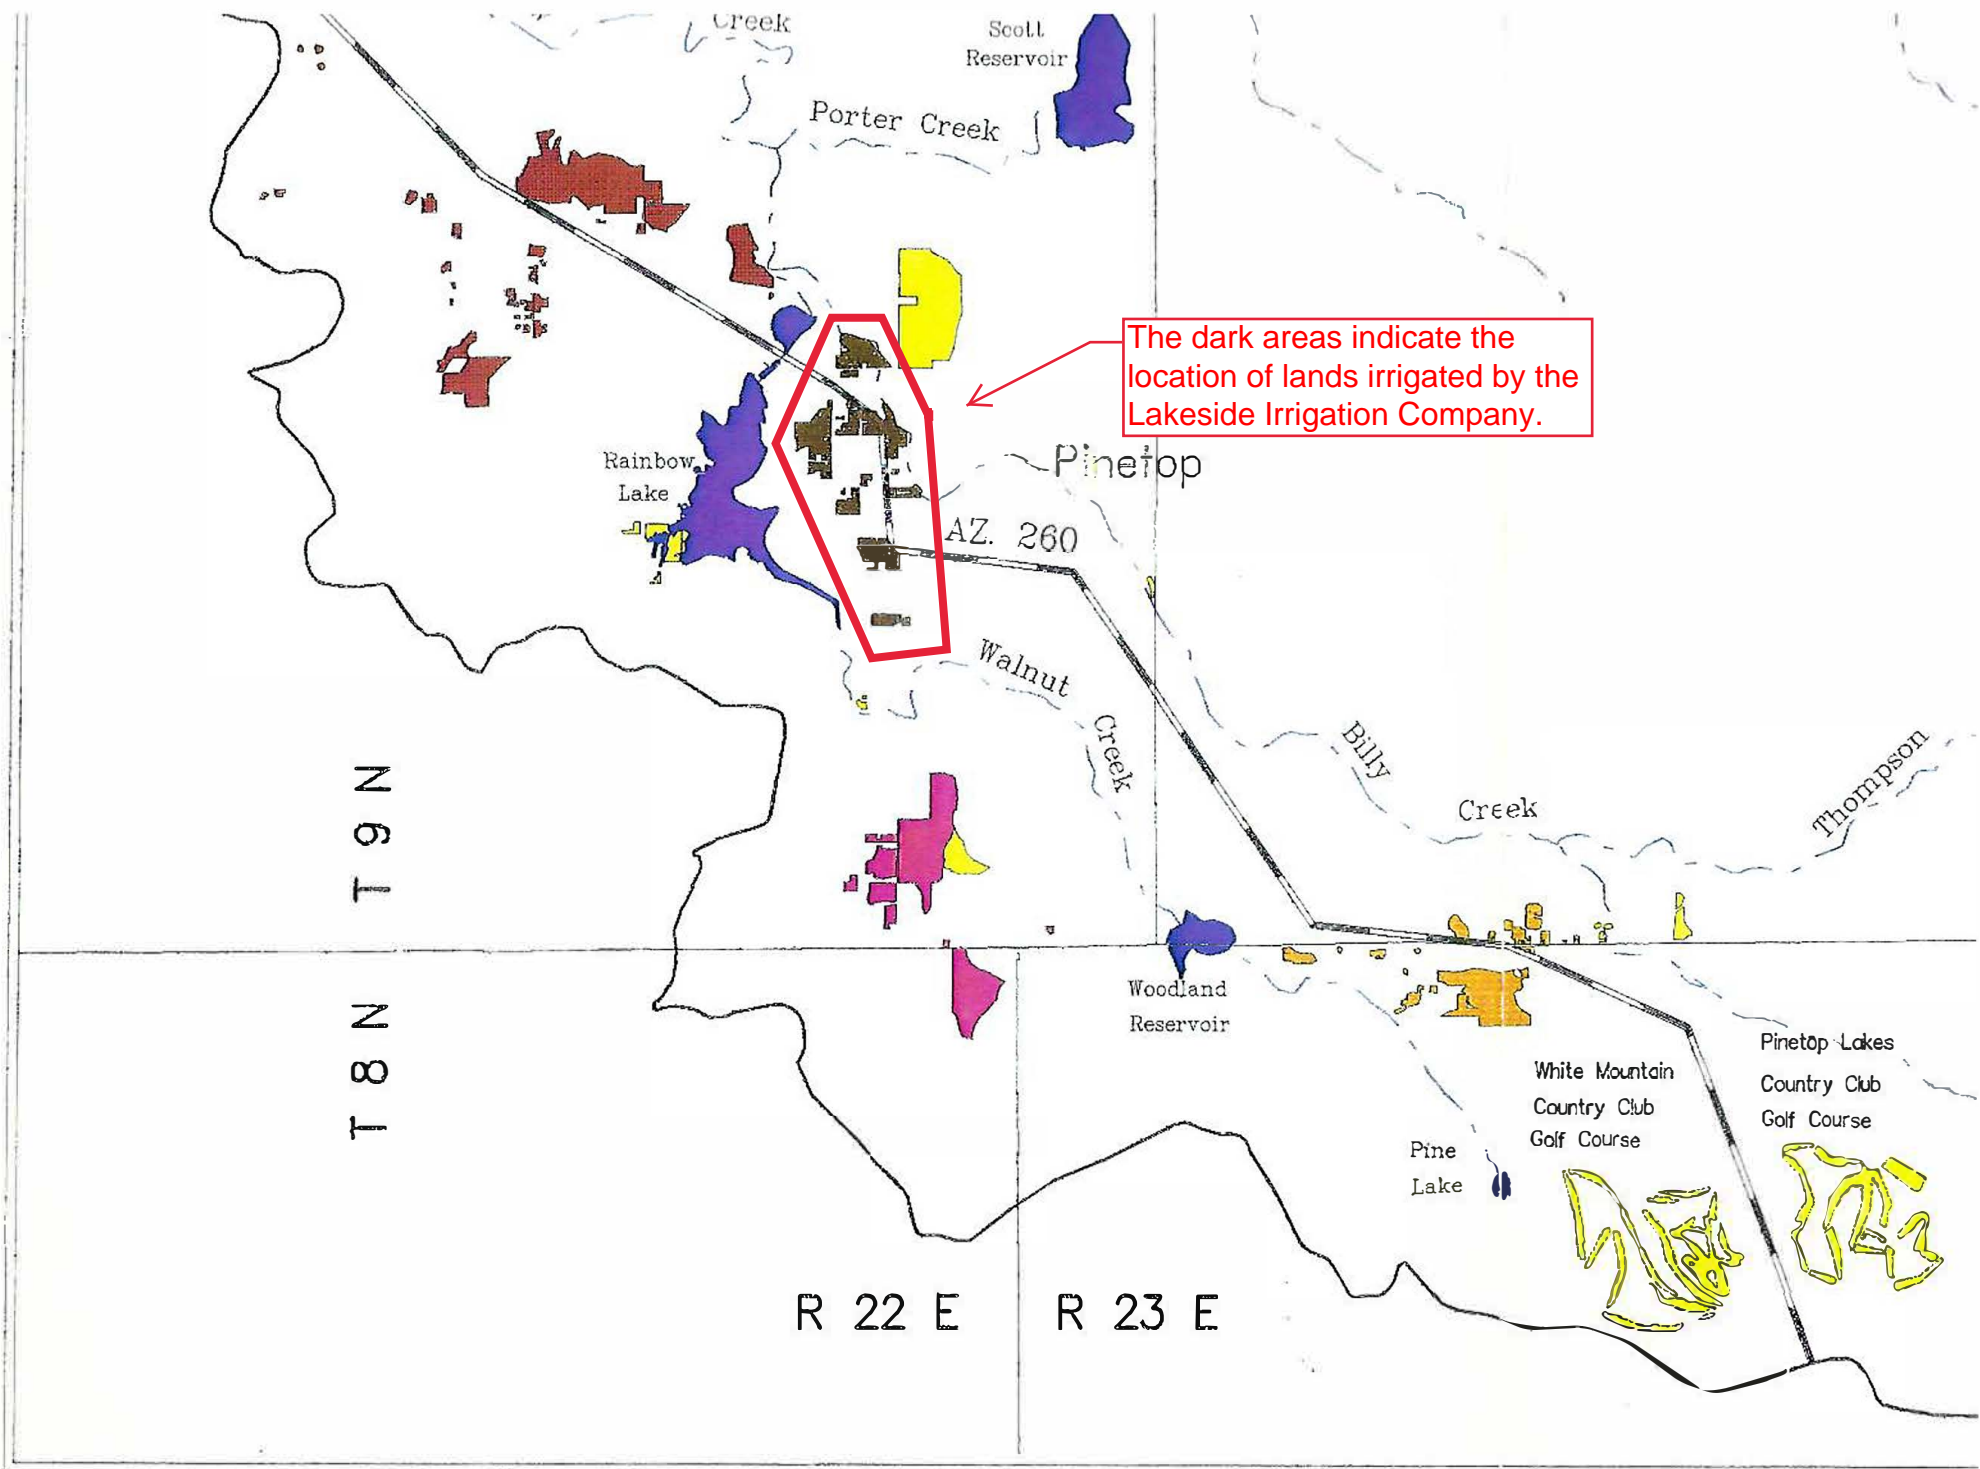 Creek
Scott
Reservoir
Porter Creek
The dark areas indicate the
location of lands irrigated by the
Lakeside Irrigation Company.
Pinetop
Rainbow
Lake
AZ. 260
Walnut
Creek
Billy
Creek
Thompson
T 9 N
T 8 N
Woodland
Reservoir
White Mountain
Country Club
Golf Course
Pinetop Lakes
Country Club
Golf Course
Pine
Lake
R 22 E
R 23 E